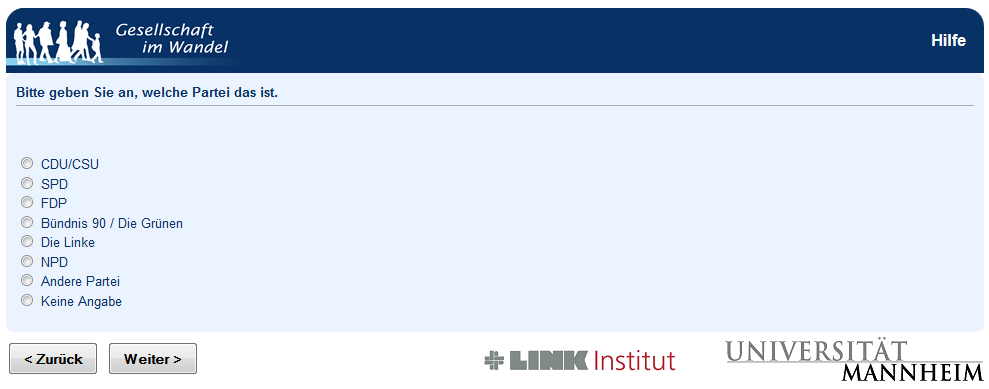 Gesellschaft
im Wandel
Hilfe
Bitte geben Sie an, welche Partei das ist.
CDU/CSU
SPD
FDP
Bündnis 90 / Die Grünen
Die Linke
NPD
Andere Partei
Keine Angabe
< Zurück
Weiter >
LINK Institut
UNIVERSITÄT
MANNHEIM